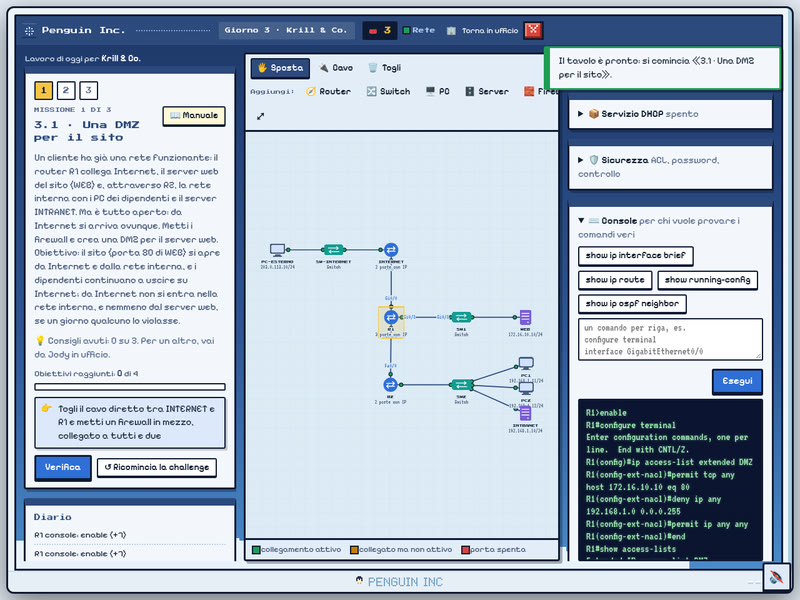 Penguin Inc.
Giorno 3 · Krill & Co.
3
Rete
Torna in ufficio
Il tavolo è pronto: si comincia «3.1 · Una DMZ
per il sito».
Lavoro di oggi per Krill & Co.
1 2 3
MISSIONE 1 DI 3
3.1 · Una DMZ
per il sito
Manuale
Un cliente ha già una rete funzionante: il
router R1 collega Internet, il server web
del sito (WEB) e, attraverso R2, la rete
interna con i PC dei dipendenti e il server
INTRANET. Ma è tutto aperto: da
Internet si arriva ovunque. Metti i
firewall e crea una DMZ per il server web.
Obiettivo: il sito (porta 80 di WEB) si apre
da Internet e dalla rete interna, e i
dipendenti continuano a uscire su
Internet; da Internet non si entra nella
rete interna, e nemmeno dal server web,
se un giorno qualcuno lo violasse.
Consigli avuti: 0 su 3. Per un altro, vai
da Jody in ufficio.
Obiettivi raggiunti: 0 di 4
Togli il cavo diretto tra INTERNET e
R1 e metti un firewall in mezzo,
collegato a tutti e due
Verifica
↺ Ricomincia la challenge
Diario
R1 console: enable (+7)
R1 console: enable (+7)
Sposta
Cavo
Togli
Aggiungi:
Router
Switch
PC
Server
Firew
PC-ESTERNO
SW-INTERNET
Switch
INTERNET
2 porte con IP
Gi0/0
R1
3 porte con IP
SW1
Switch
WEB
172.16.10.10/24
R2
2 porte con IP
SW2
Switch
PC1
PC2
INTRANET
collegamento attivo
collegato ma non attivo
porta spenta
Servizio DHCP spento
Sicurezza ACL, password,
controllo
Console per chi vuole provare i
comandi veri
show ip interface brief
show ip route
show running-config
show ip ospf neighbor
un comando per riga, es.
configure terminal
interface GigabitEthernet0/0
Esegui
R1>enable
R1#configure terminal
Enter configuration commands, one per
line. End with CNTL/Z.
R1(config)#ip access-list extended DMZ
R1(config-ext-nacl)#permit tcp any
host 172.16.10.10 eq 80
R1(config-ext-nacl)#deny ip any
192.168.1.0 0.0.0.255
R1(config-ext-nacl)#permit ip any any
R1(config-ext-nacl)#end
R1#show access-lists
PENGUIN INC